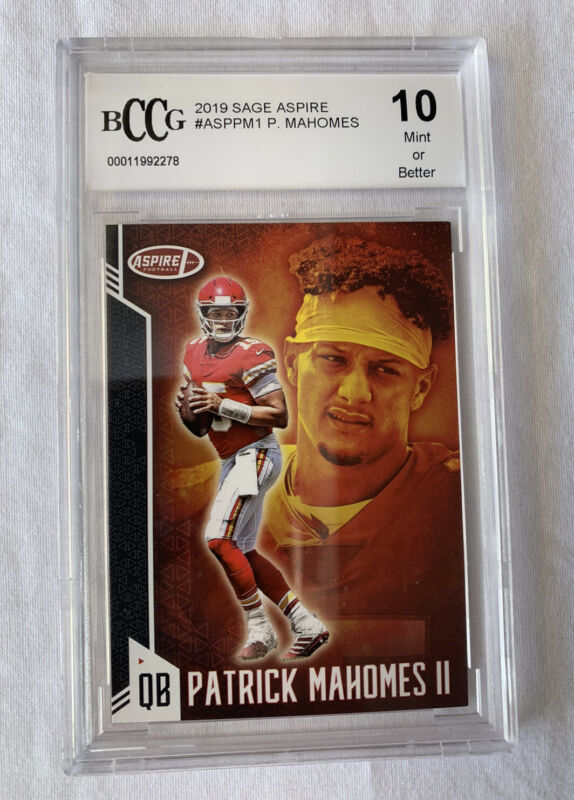 BCCG
2019 SAGE ASPIRE
#ASPPM1 P. MAHOMES
00011992278
10
Mint
or
Better
ASPIRE
FOOTBALL
QB
PATRICK MAHOMES II